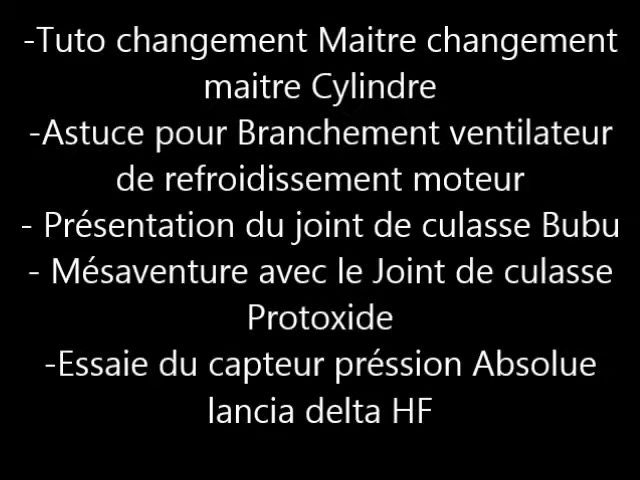 -Tuto changement Maitre changement
maitre Cylindre
-Astuce pour Branchement ventilateur
de refroidissement moteur
- Présentation du joint de culasse Bubu
- Mésaventure avec le Joint de culasse
Protoxide
-Essaie du capteur préssion Absolue
lancia delta HF